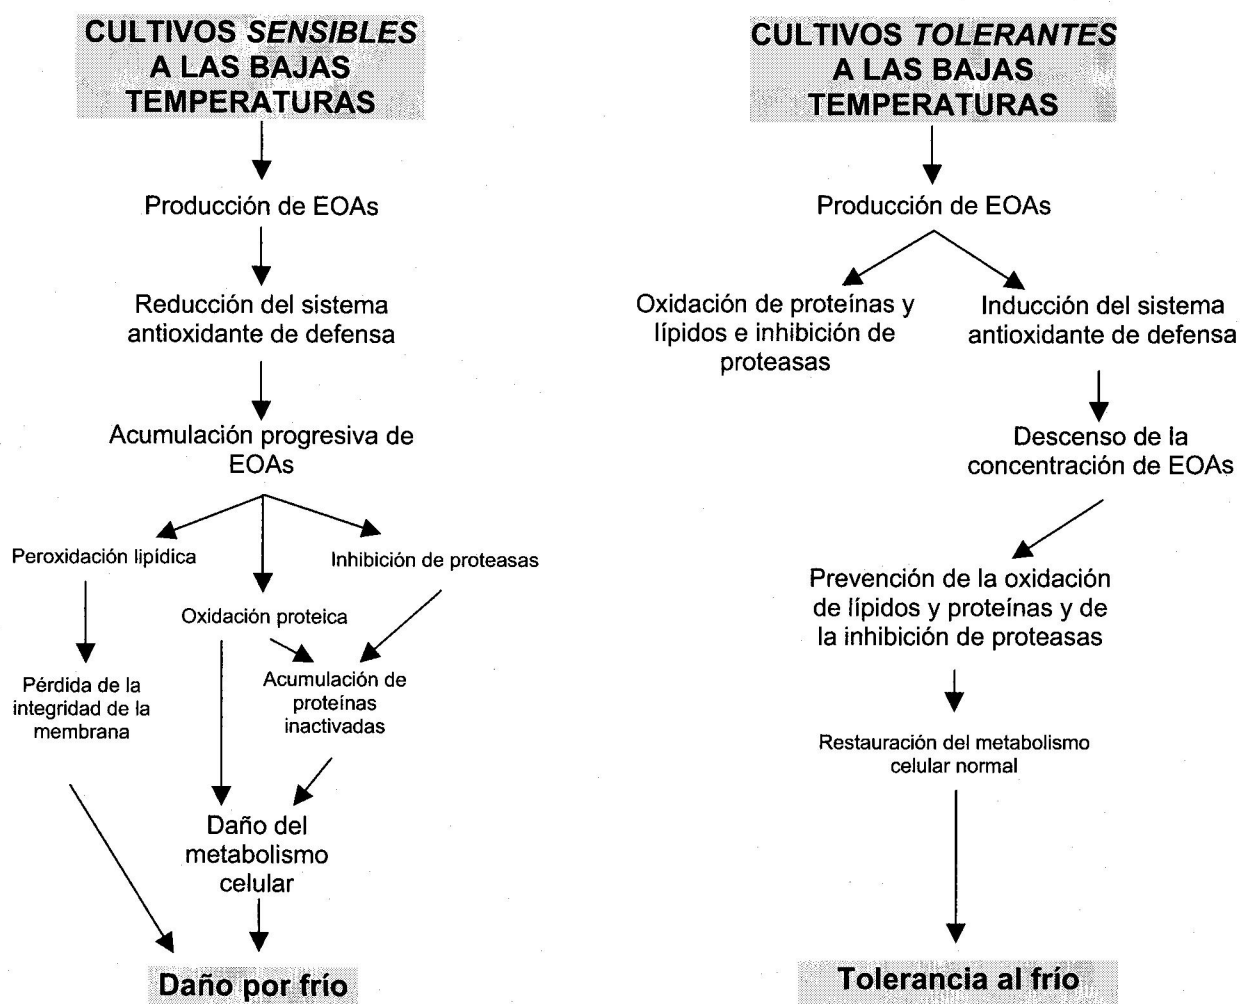 CULTIVOS SENSIBLES
A LAS BAJAS
TEMPERATURAS
Producción de EOAs
Reducción del sistema
antioxidante de defensa
Acumulación progresiva de
EOAs
Peroxidación lipídica
Inhibición de proteasas
Oxidación proteica
Pérdida de la
integridad de la
membrana
Acumulación de
proteínas
inactivadas
Daño del
metabolismo
celular
Daño por frío
CULTIVOS TOLERANTES
A LAS BAJAS
TEMPERATURAS
Producción de EOAs
Oxidación de proteínas y
lípidos e inhibición de
proteasas
Inducción del sistema
antioxidante de defensa
Descenso de la
concentración de EOAs
Prevención de la oxidación
de lípidos y proteínas y de
la inhibición de proteasas
Restauración del metabolismo
celular normal
Tolerancia al frío